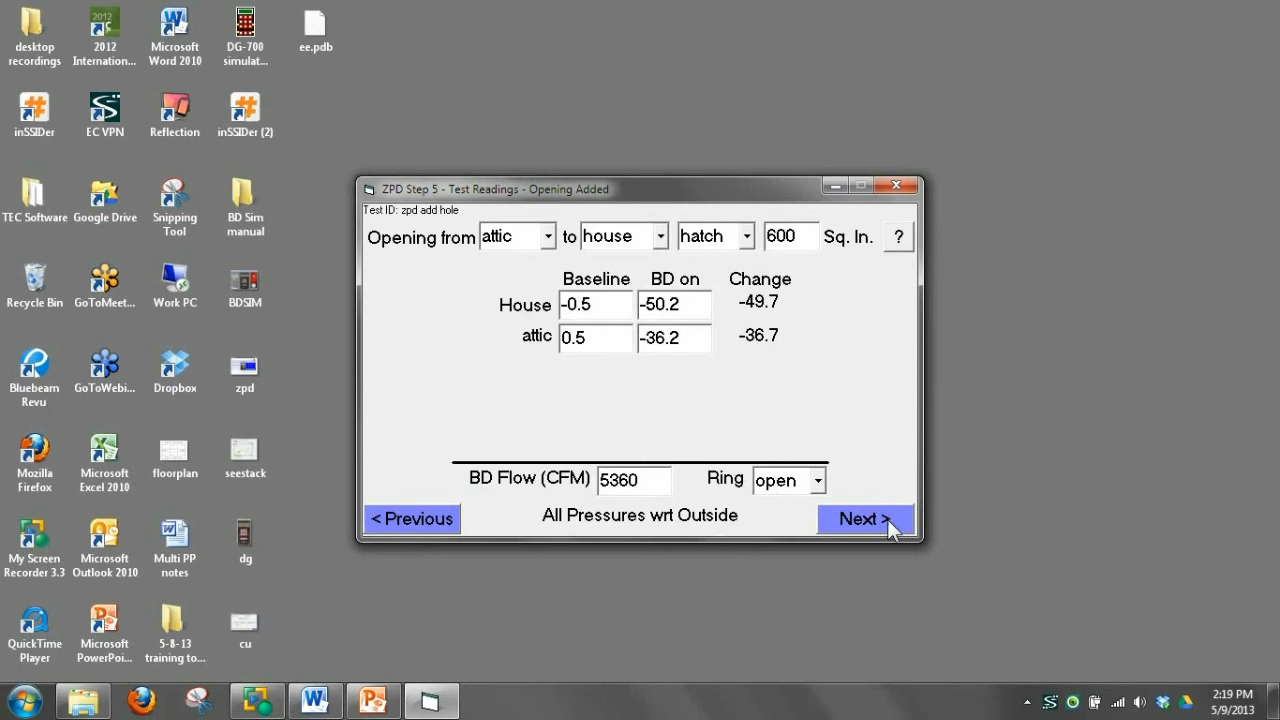 desktop
recordings
2012
2012
Internation...
Microsoft
Word 2010
DG-700
simulat...
ee.pdb
inSSIDer
EC VPN
Reflection
inSSIDer (2)
TEC Software
Google Drive
Snipping
Tool
BD Sim
manual
Recycle Bin
GoToMeet...
Work PC
BDSIM
Bluebeam
Revu
GoToWebi...
Dropbox
zpd
Mozilla
Firefox
Microsoft
Excel 2010
floorplan
seestack
My Screen
Recorder 3.3
Microsoft
Outlook 2010
Multi PP
notes
dg
QuickTime
Player
Microsoft
PowerPoi...
5-8-13
training to...
cu
ZPD Step 5 - Test Readings - Opening Added
Test ID: zpd add hole
Opening from attic to house hatch 600 Sq. In. ?
Baseline BD on Change
House -0.5 -50.2 -49.7
attic 0.5 -36.2 -36.7
BD Flow (CFM) 5360 Ring open
< Previous All Pressures wrt Outside Next >
2:19 PM
5/9/2013